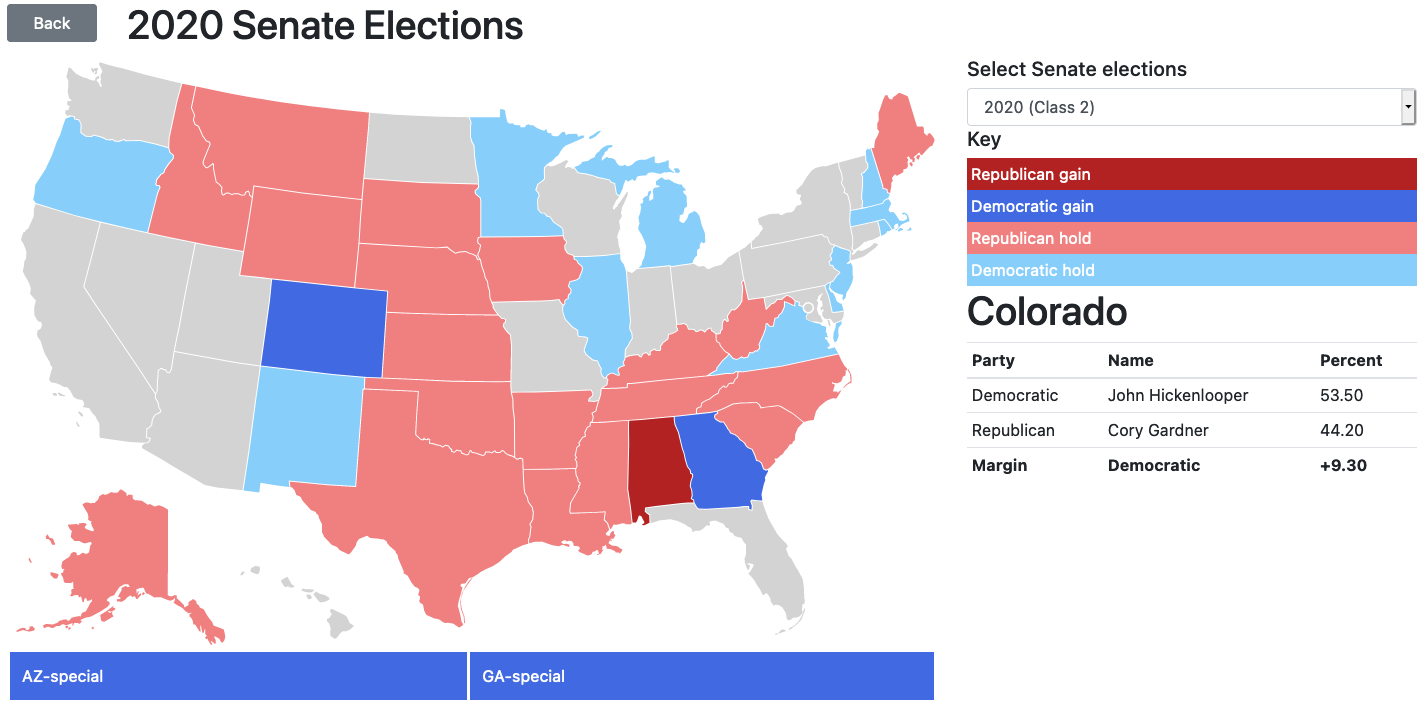 Back
2020 Senate Elections
Select Senate elections
2020 (Class 2)
Key
Republican gain
Democratic gain
Republican hold
Democratic hold
Colorado
Party Name Percent
Democratic John Hickenlooper 53.50
Republican Cory Gardner 44.20
Margin Democratic +9.30
AZ-special
GA-special